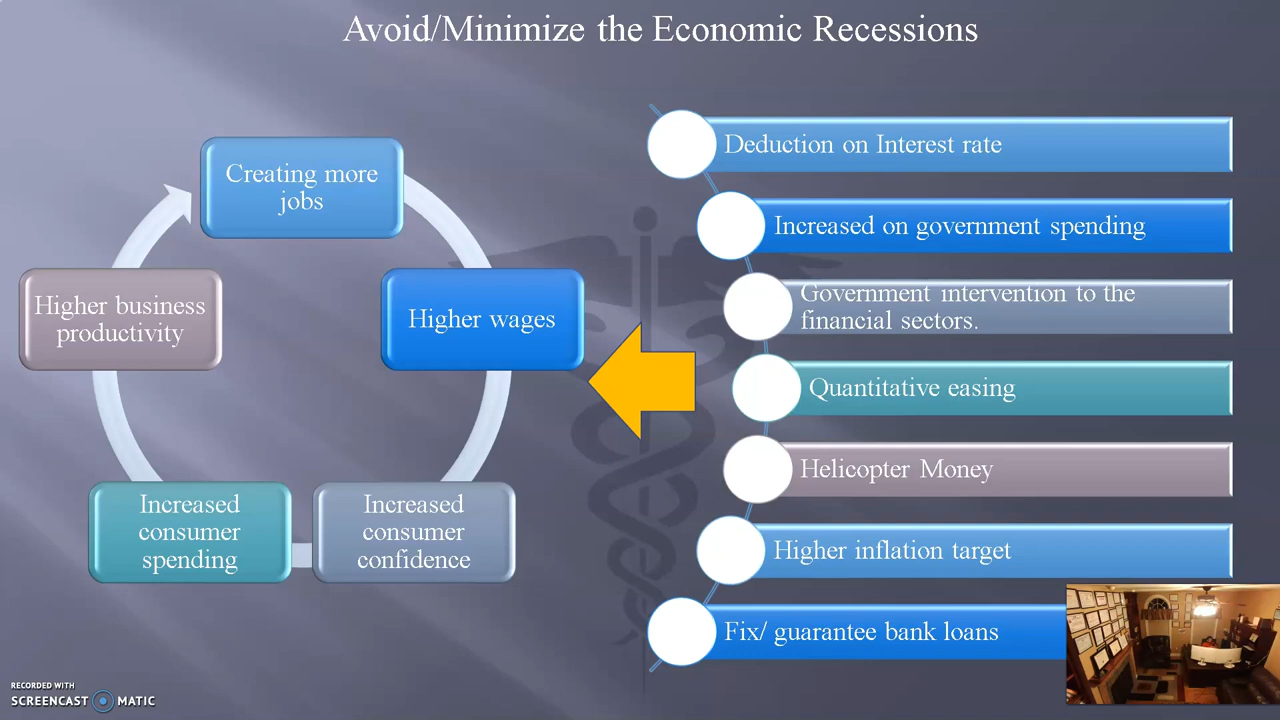 Avoid/Minimize the Economic Recessions
Creating more
jobs
Higher wages
Increased
consumer
confidence
Increased
consumer
spending
Higher business
productivity
Deduction on Interest rate
Increased on government spending
Government intervention to the
financial sectors.
Quantitative easing
Helicopter Money
Higher inflation target
Fix/ guarantee bank loans
RECORDED WITH
SCREENCAST MATIC